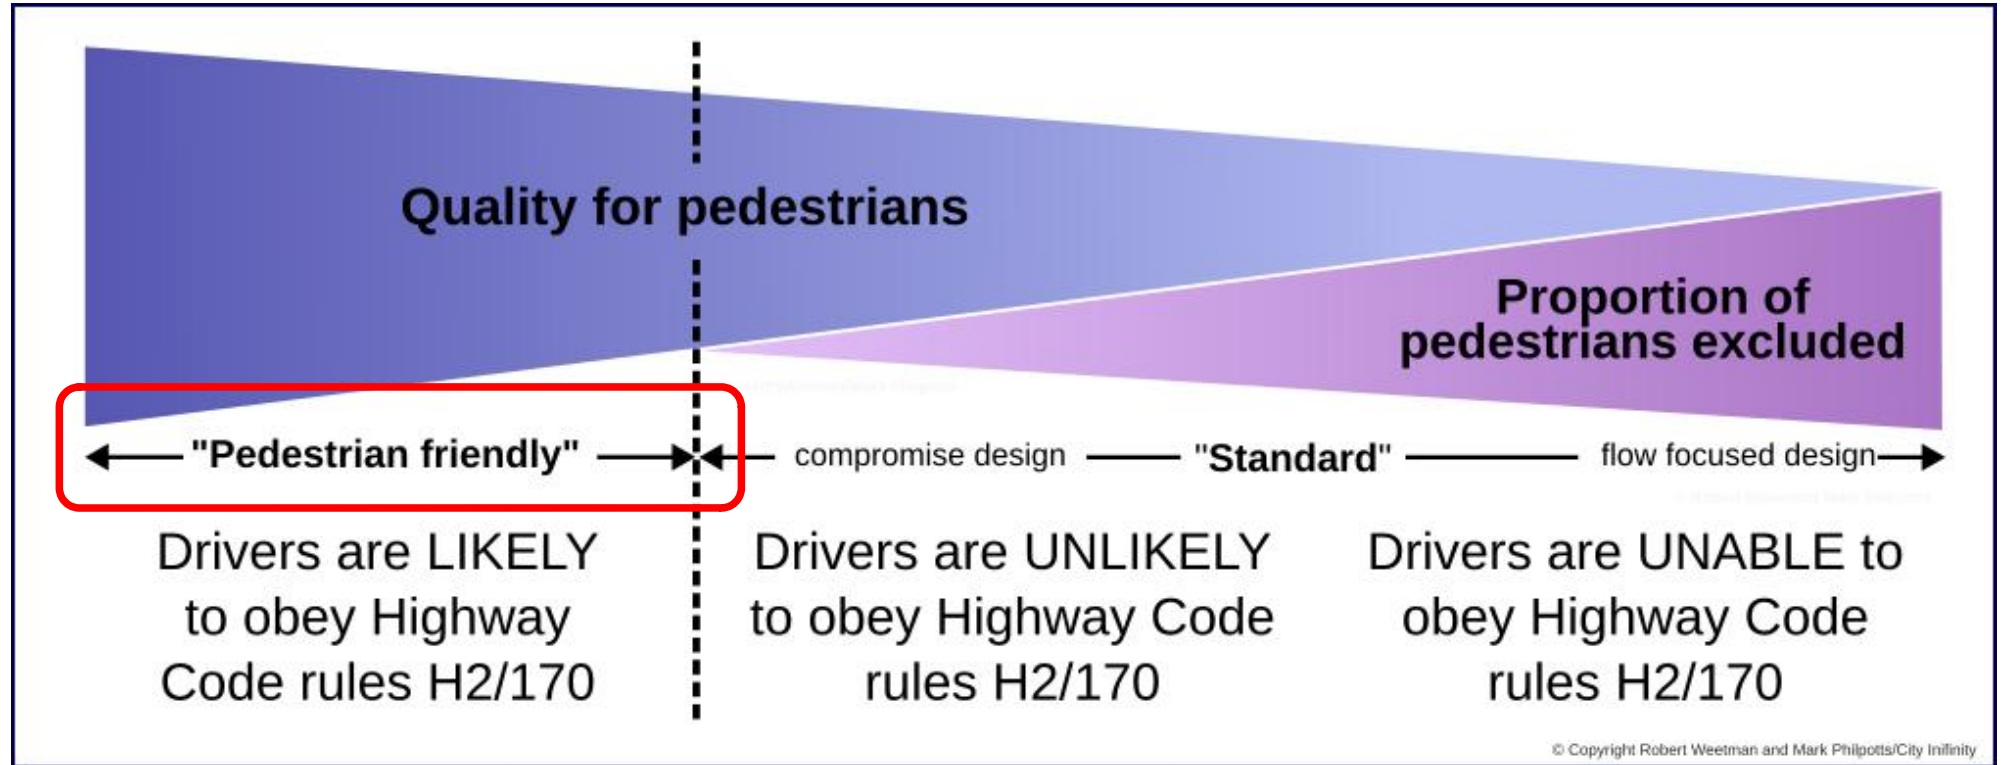 Quality for pedestrians
Proportion of
pedestrians excluded
"Pedestrian friendly"
compromise design
"Standard"
flow focused design
Drivers are LIKELY
to obey Highway
Code rules H2/170
Drivers are UNLIKELY
to obey Highway Code
rules H2/170
Drivers are UNABLE to
obey Highway Code
rules H2/170
© Copyright Robert Weetman and Mark Philpotts/City Inifinity